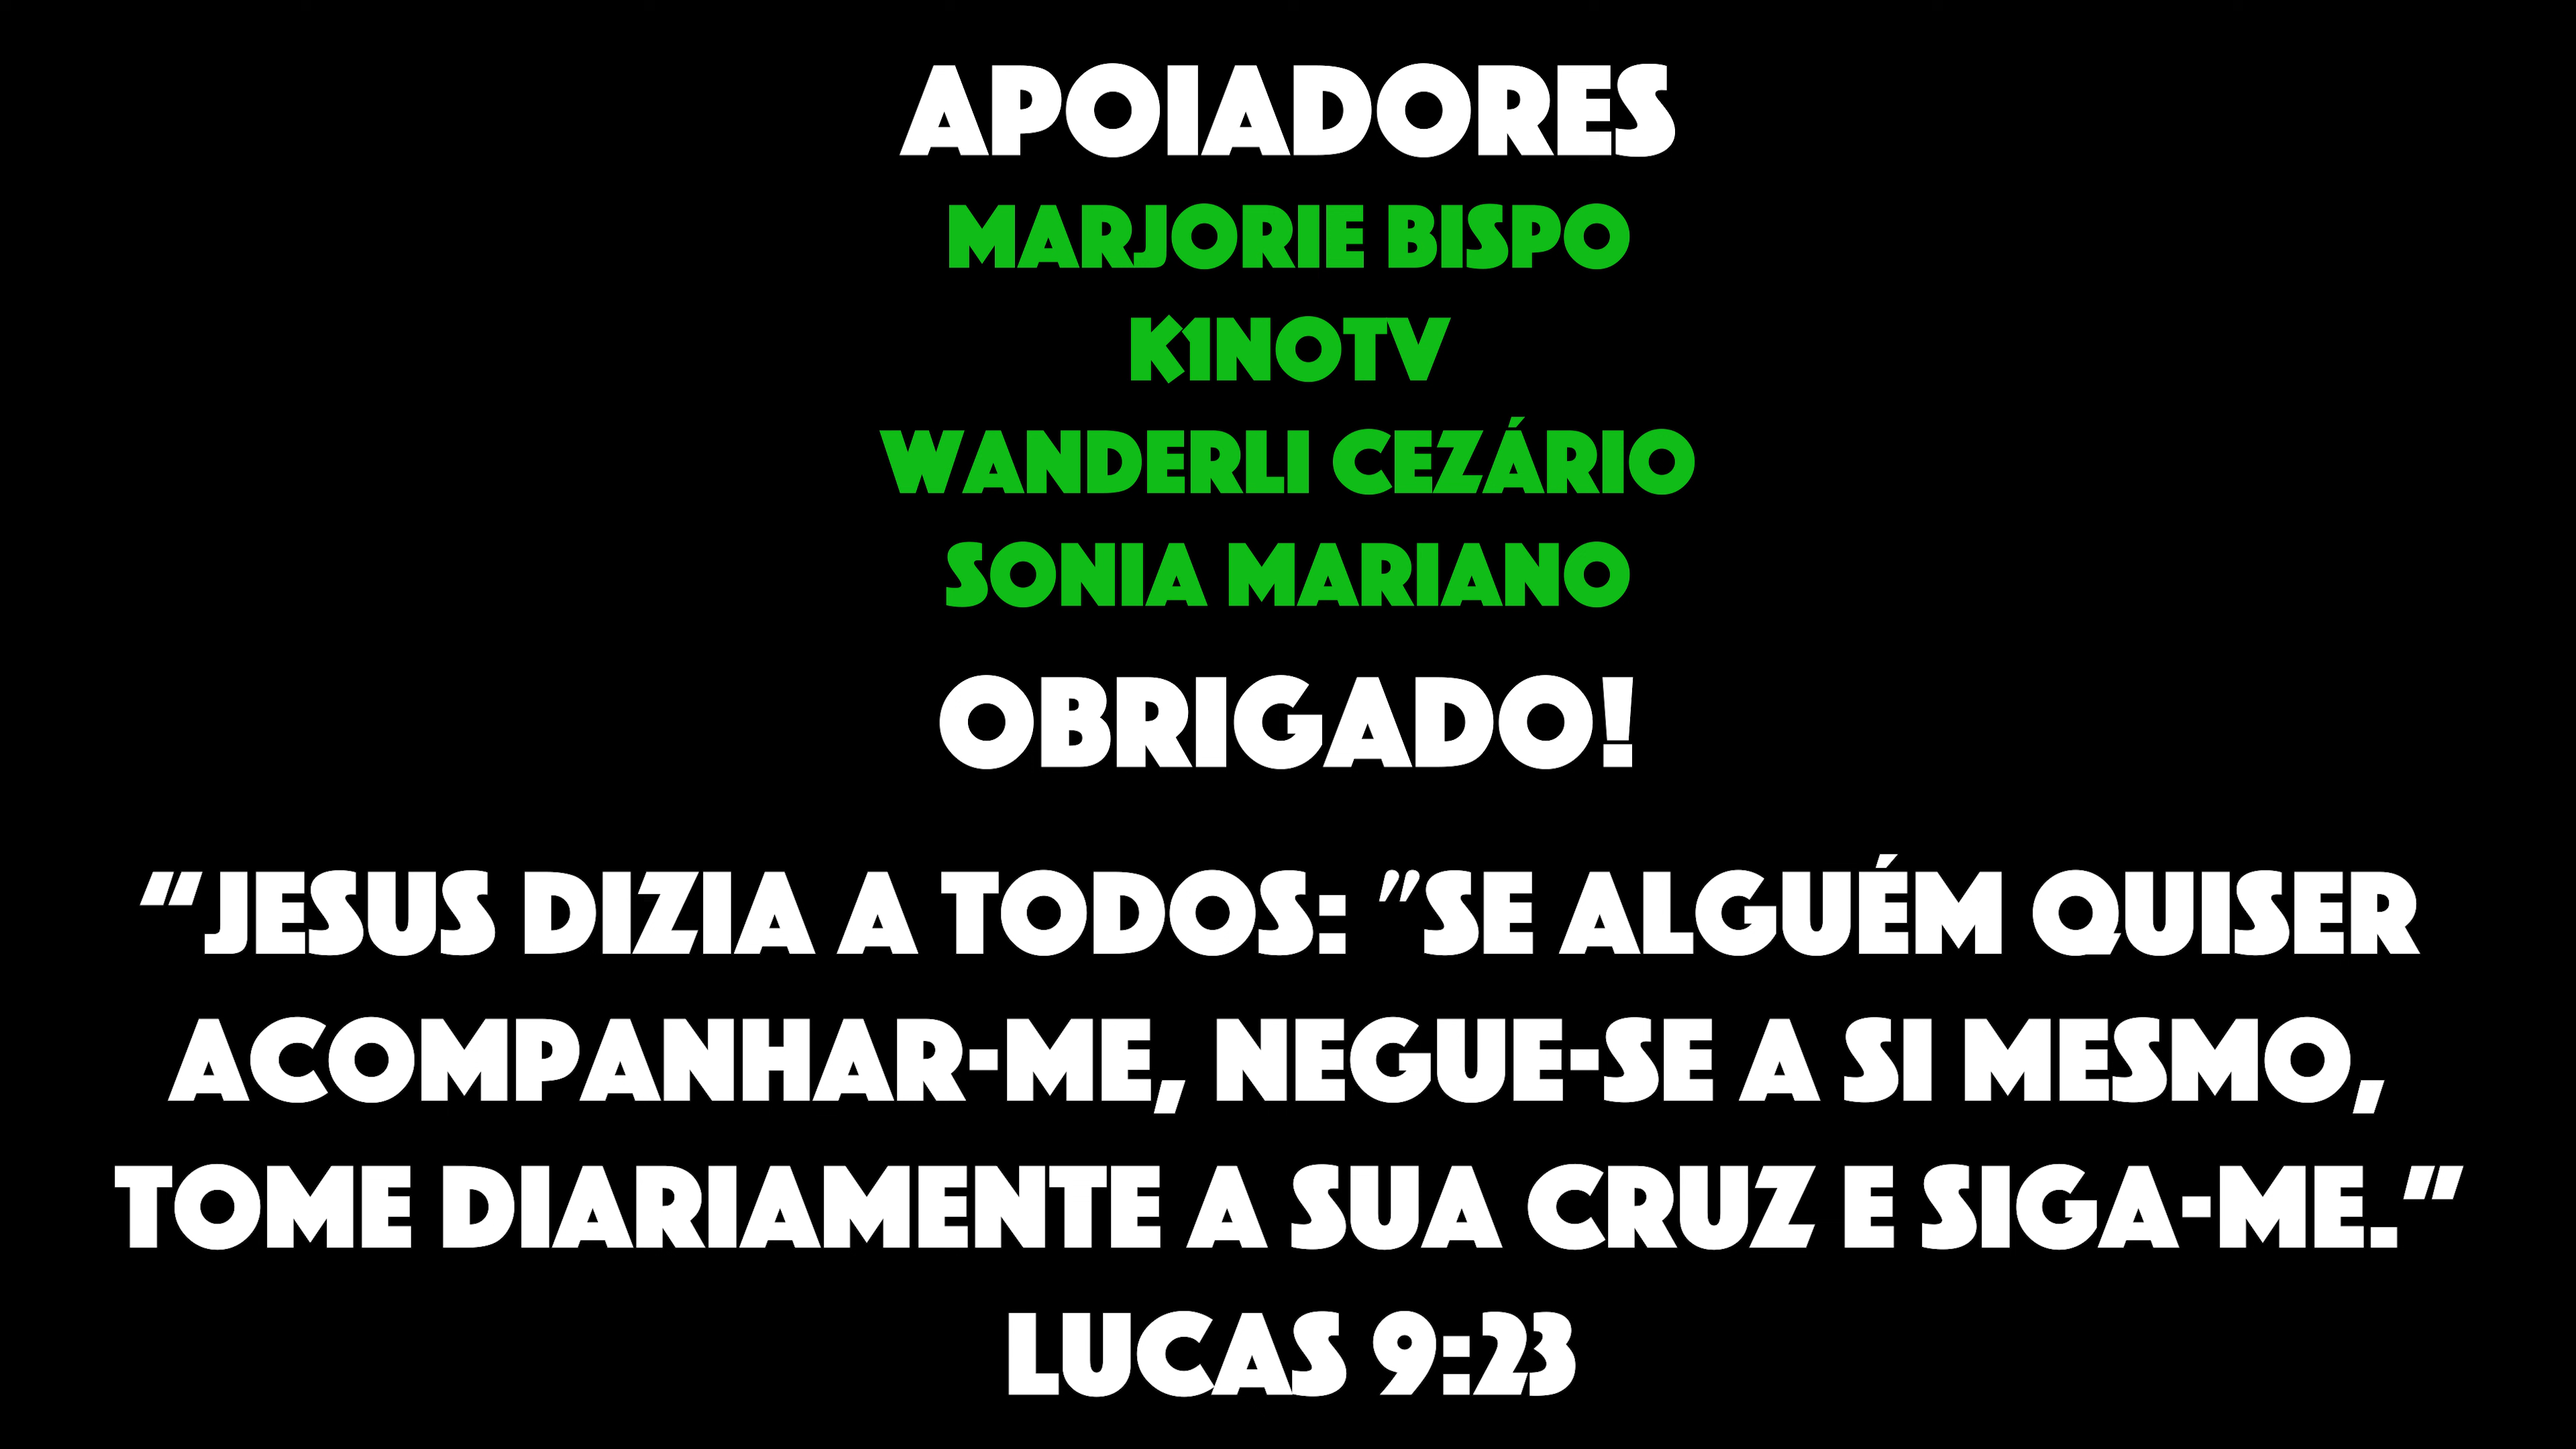 APOIADORES
MARJORIE BISPO
K1NOTV
WANDERLI CEZÁRIO
SONIA MARIANO
OBRIGADO!
“JESUS DIZIA A TODOS: "SE ALGUÉM QUISER
ACOMPANHAR-ME, NEGUE-SE A SI MESMO,
TOME DIARIAMENTE A SUA CRUZ E SIGA-ME.“
LUCAS 9:23